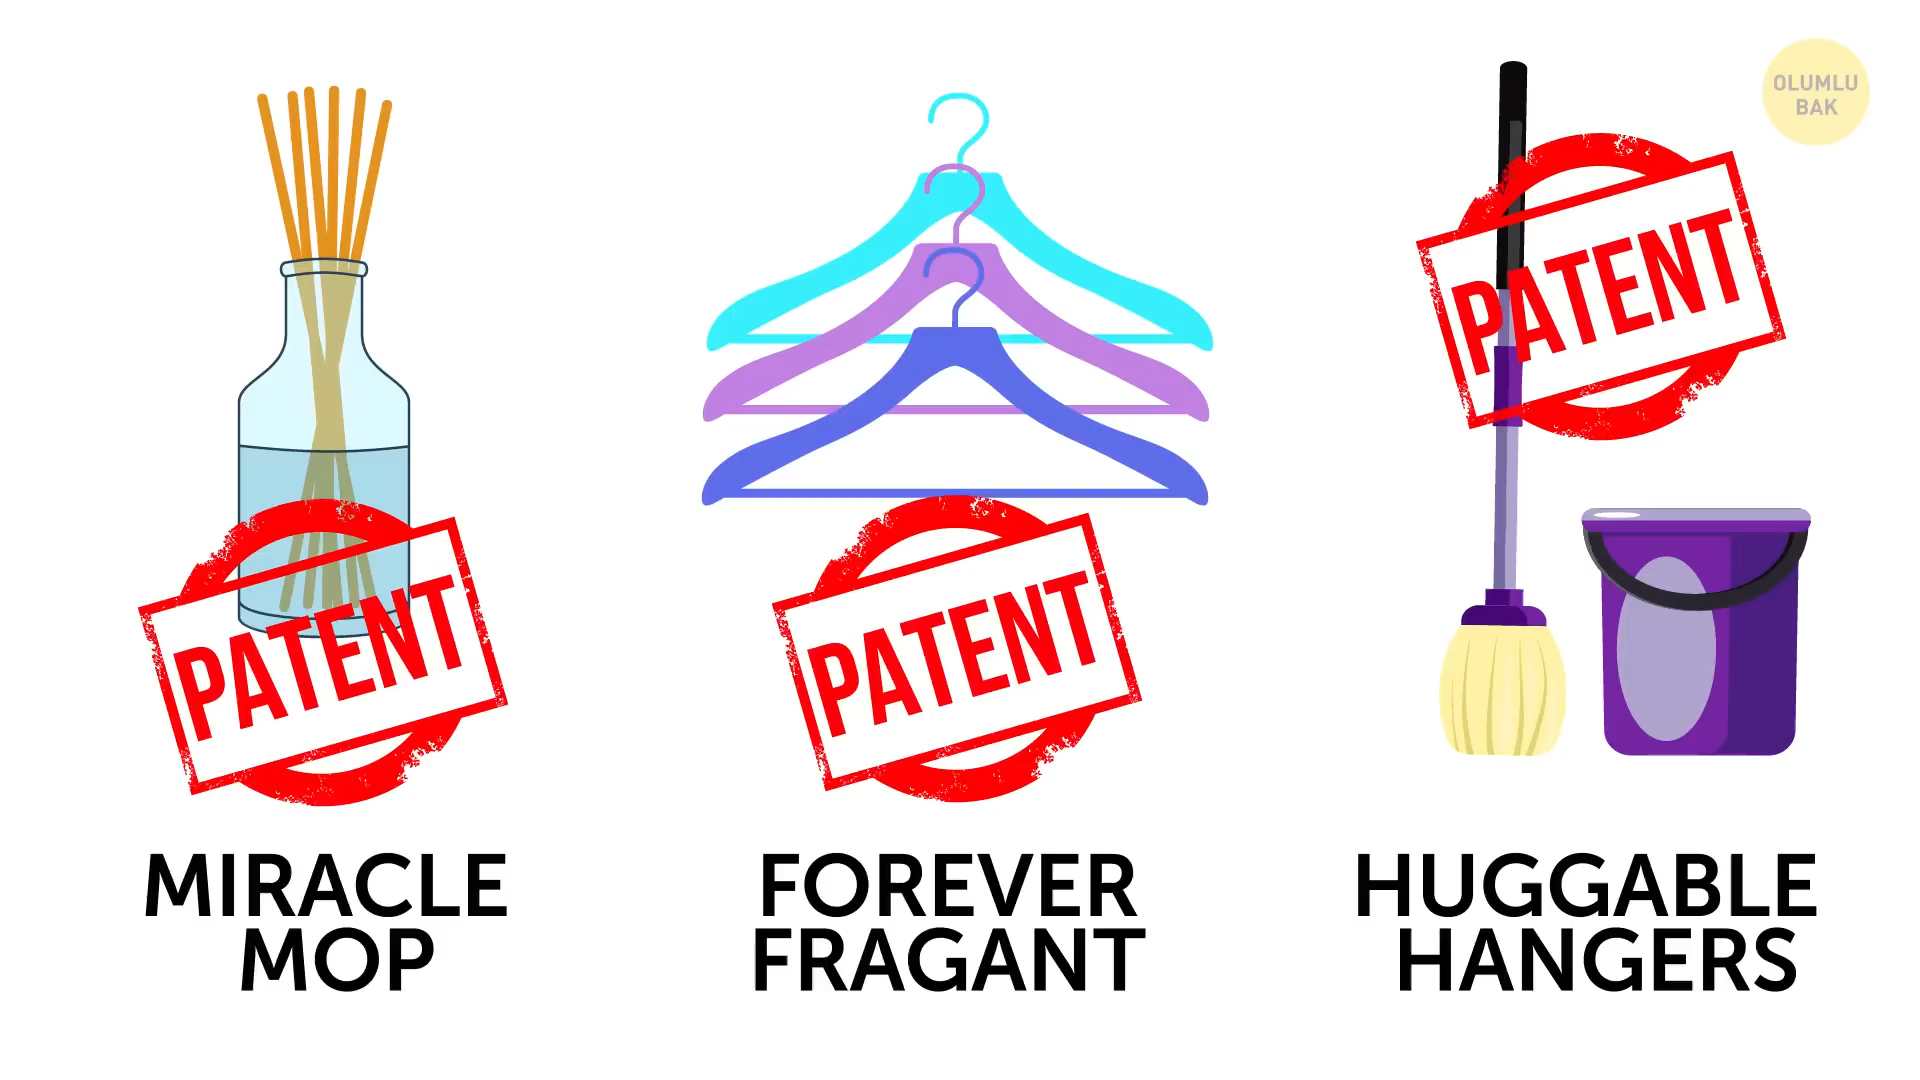 OLUMLU
BAK
PATENT
PATENT
PATENT
MIRACLE
MOP
FOREVER
FRAGANT
HUGGABLE
HANGERS